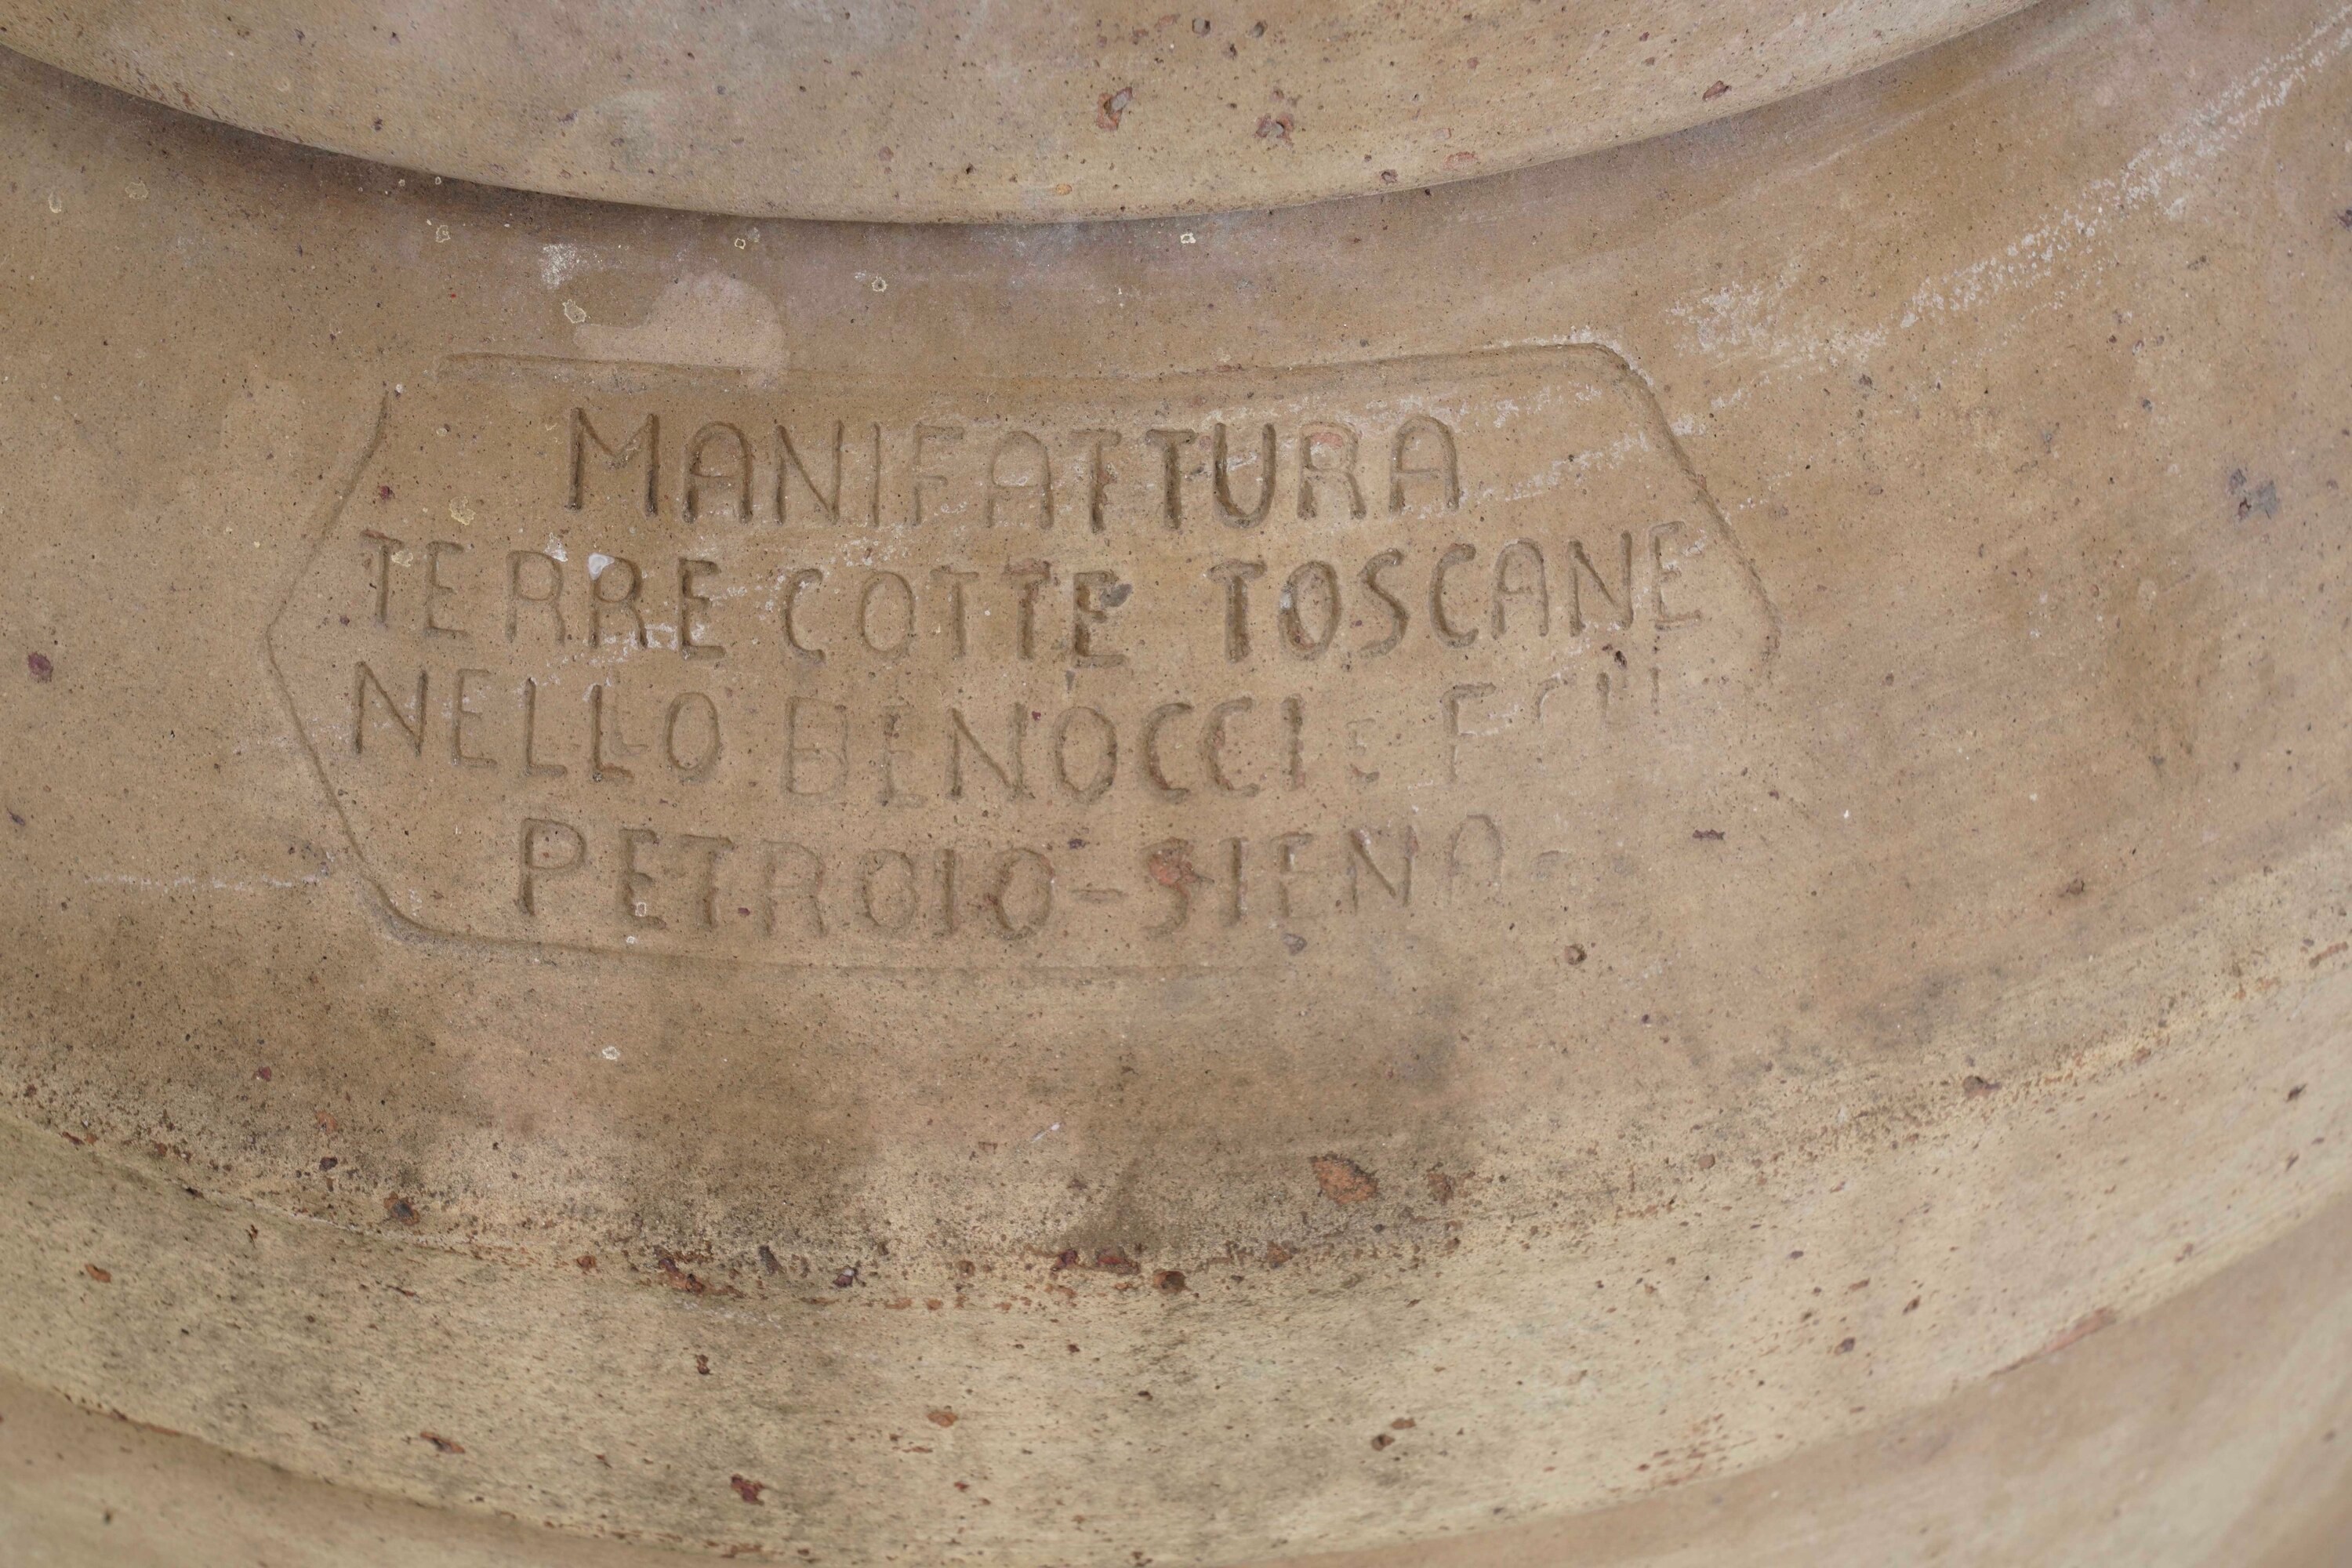 MANIFATTURA
TERRE COTTE TOSCANE
NELLO BENOCCI E
PETROIO-SIENA